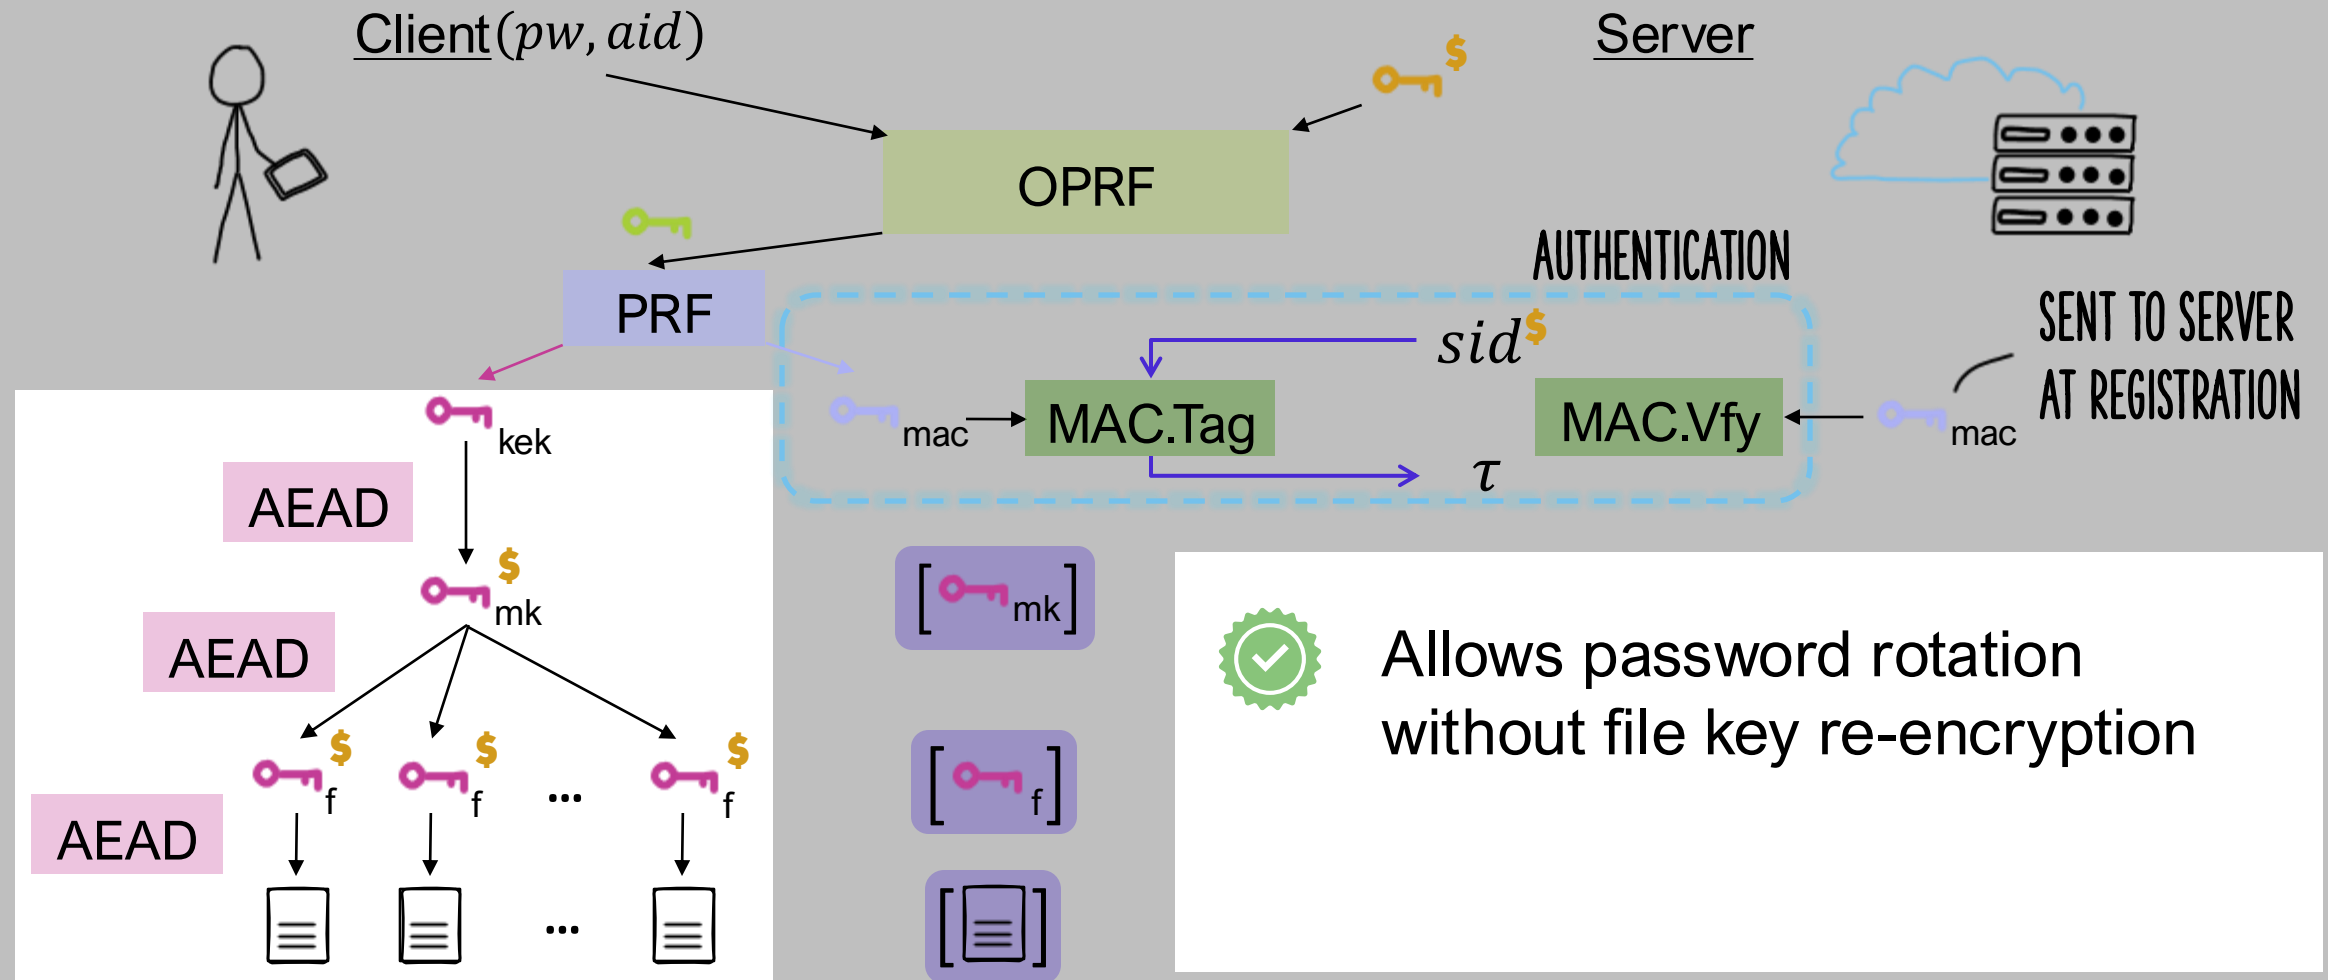 Client(pw, aid)
Server
$
OPRF
AUTHENTICATION
PRF
sid$
SENT TO SERVER
AT REGISTRATION
mac
MAC.Tag
MAC.Vfy
mac
kek
τ
AEAD
$
mk
[mk]
AEAD
Allows password rotation
without file key re-encryption
$
$
$
f
f
...
f
[f]
AEAD
...
[ ]